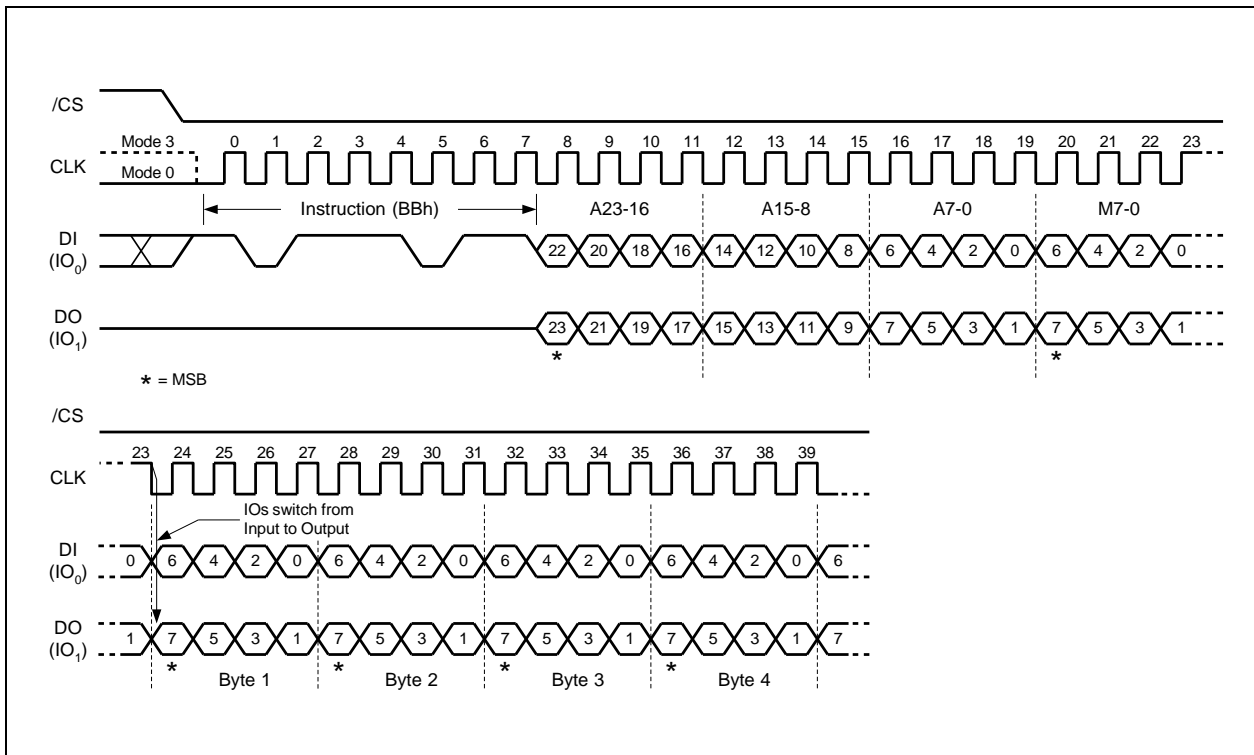 /CS
Mode 3 0 1 2 3 4 5 6 7 8 9 10 11 12 13 14 15 16 17 18 19 20 21 22 23
CLK
Mode 0
Instruction (BBh) A23-16 A15-8 A7-0 M7-0
DI
(IO0)
22 20 18 16 14 12 10 8 6 4 2 0 6 4 2 0
DO
(IO1)
23 21 19 17 15 13 11 9 7 5 3 1 7 5 3 1
* *
* = MSB
/CS
23 24 25 26 27 28 29 30 31 32 33 34 35 36 37 38 39
CLK
IOs switch from
Input to Output
DI
(IO0)
0 6 4 2 0 6 4 2 0 6 4 2 0 6 4 2 0 6
DO
(IO1)
1 7 5 3 1 7 5 3 1 7 5 3 1 7 5 3 1 7
* Byte 1 * Byte 2 * Byte 3 * Byte 4